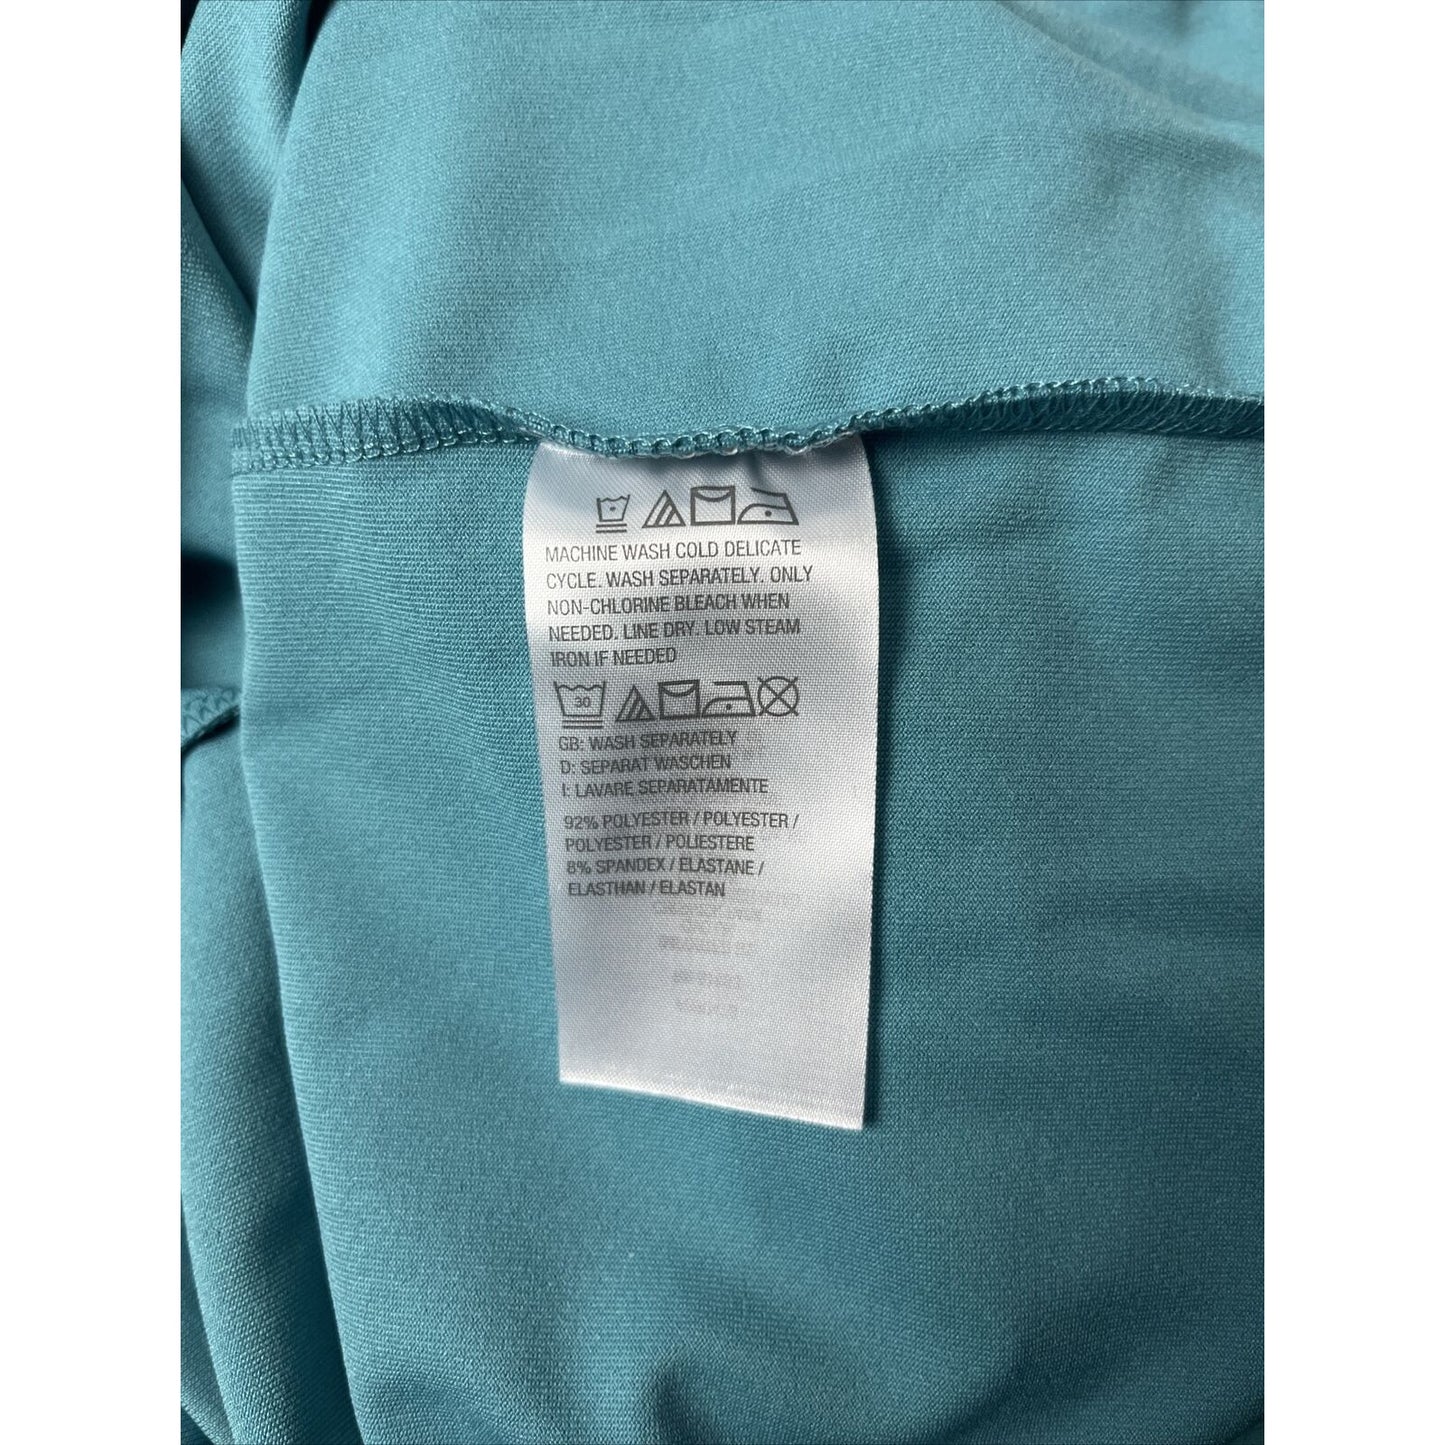 MACHINE WASH COLD DELICATE
CYCLE. WASH SEPARATELY. ONLY
NON-CHLORINE BLEACH WHEN
NEEDED. LINE DRY. LOW STEAM
IRON IF NEEDED
30
GB: WASH SEPARATELY
D: SEPARAT WASCHEN
I: LAVARE SEPARATAMENTE
92% POLYESTER / POLYESTER /
POLYESTER / POLIESTERE
8% SPANDEX / ELASTANE /
ELASTHAN / ELASTAN